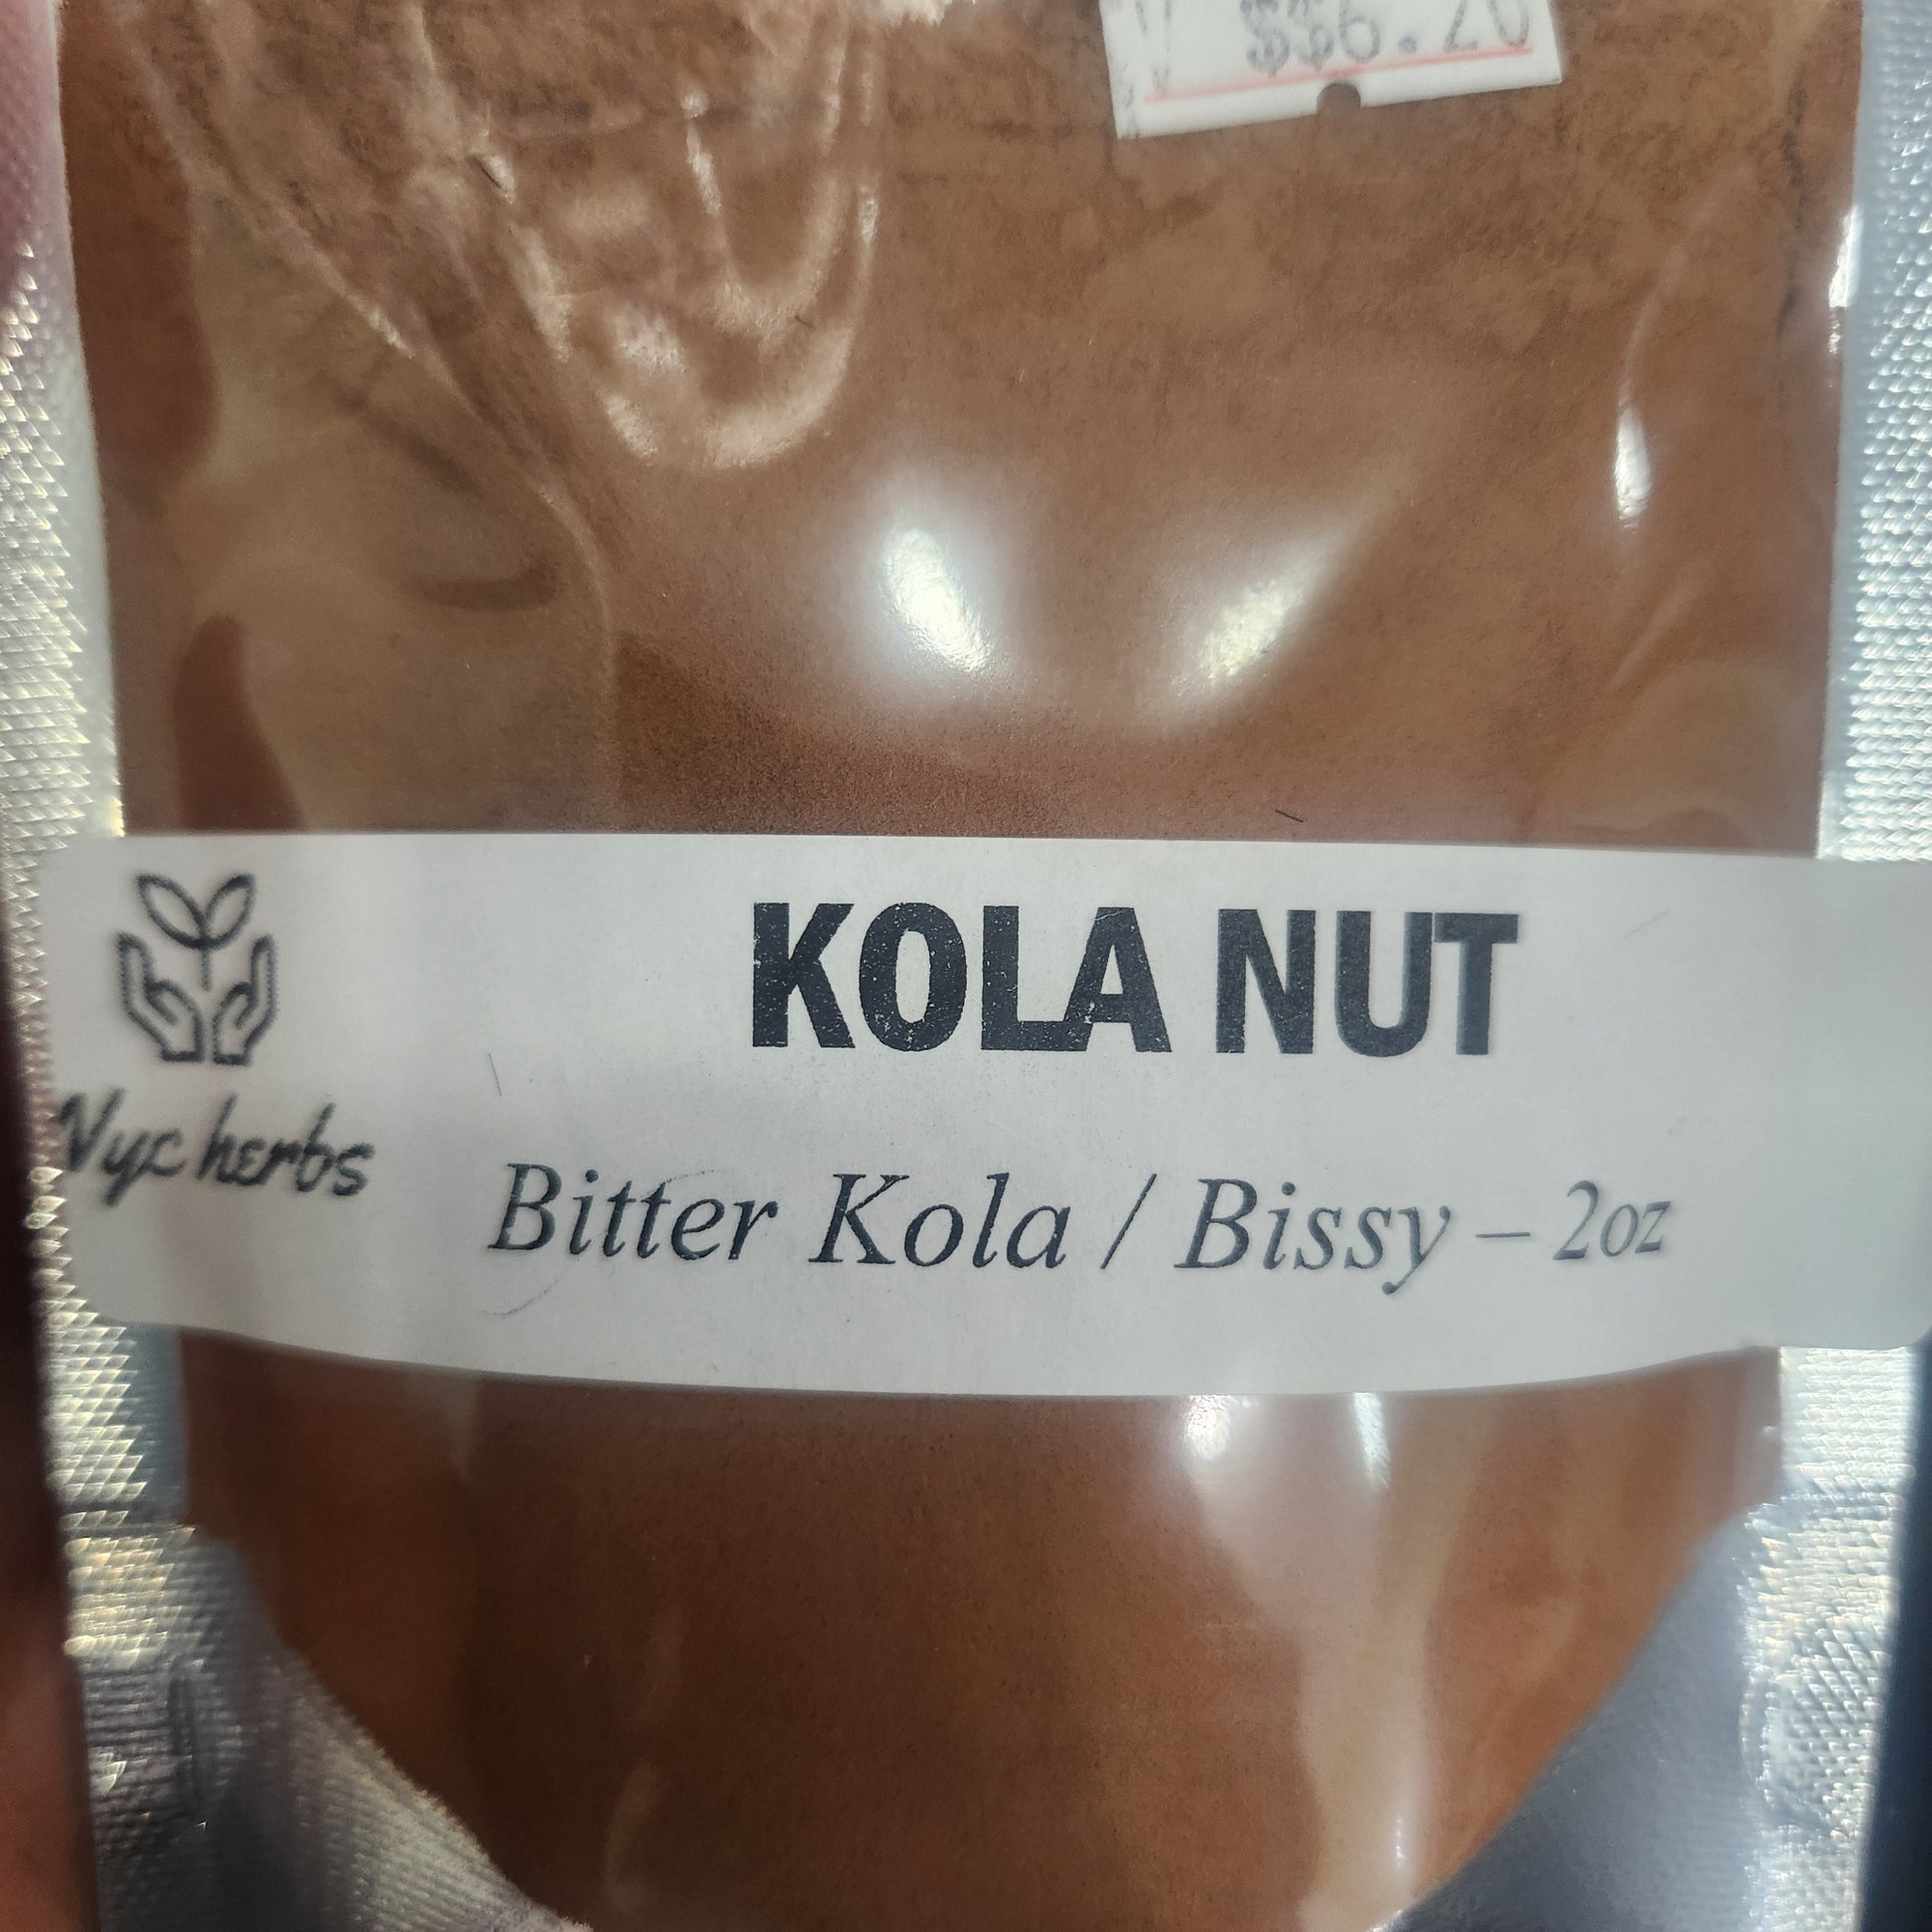 $$6.20
KOLA NUT
Nyc herbs
Bitter Kola / Bissy – 2oz